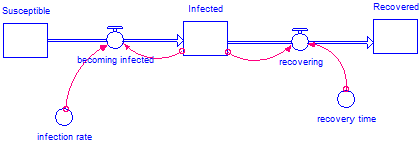 Susceptible
Infected
Recovered
becoming infected
recovering
infection rate
recovery time